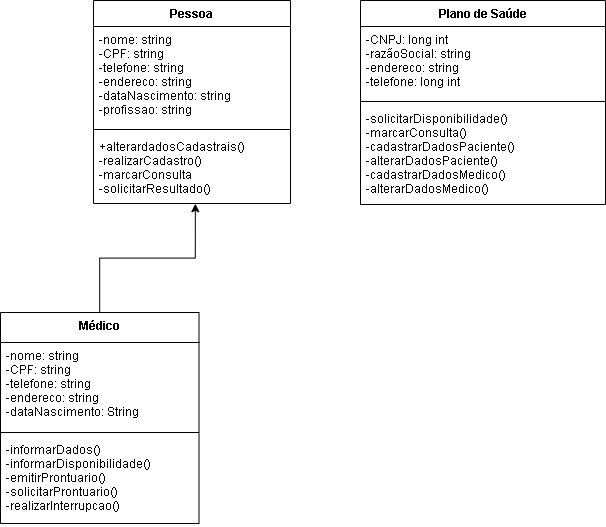 Pessoa
-nome: string
-CPF: string
-telefone: string
-endereco: string
-dataNascimento: string
-profissao: string
+alterardadosCadastrais()
-realizarCadastro()
-marcarConsulta
-solicitarResultado()
Plano de Saúde
-CNPJ: long int
-razãoSocial: string
-endereco: string
-telefone: long int
-solicitarDisponibilidade()
-marcarConsulta()
-cadastrarDadosPaciente()
-alterarDadosPaciente()
-cadastrarDadosMedico()
-alterarDadosMedico()
Médico
-nome: string
-CPF: string
-telefone: string
-endereco: string
-dataNascimento: String
-informarDados()
-informarDisponibilidade()
-emitirProntuario()
-solicitarProntuario()
-realizarInterrupcao()